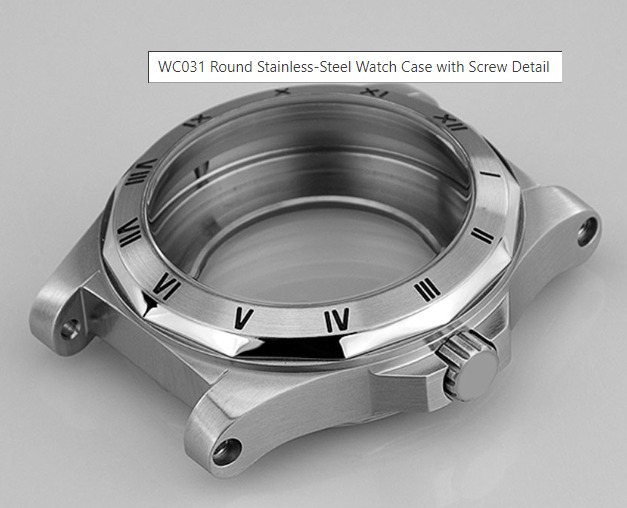 WC031 Round Stainless-Steel Watch Case with Screw Detail
IX X XI XII
VIII I
VII II
VI V IV III